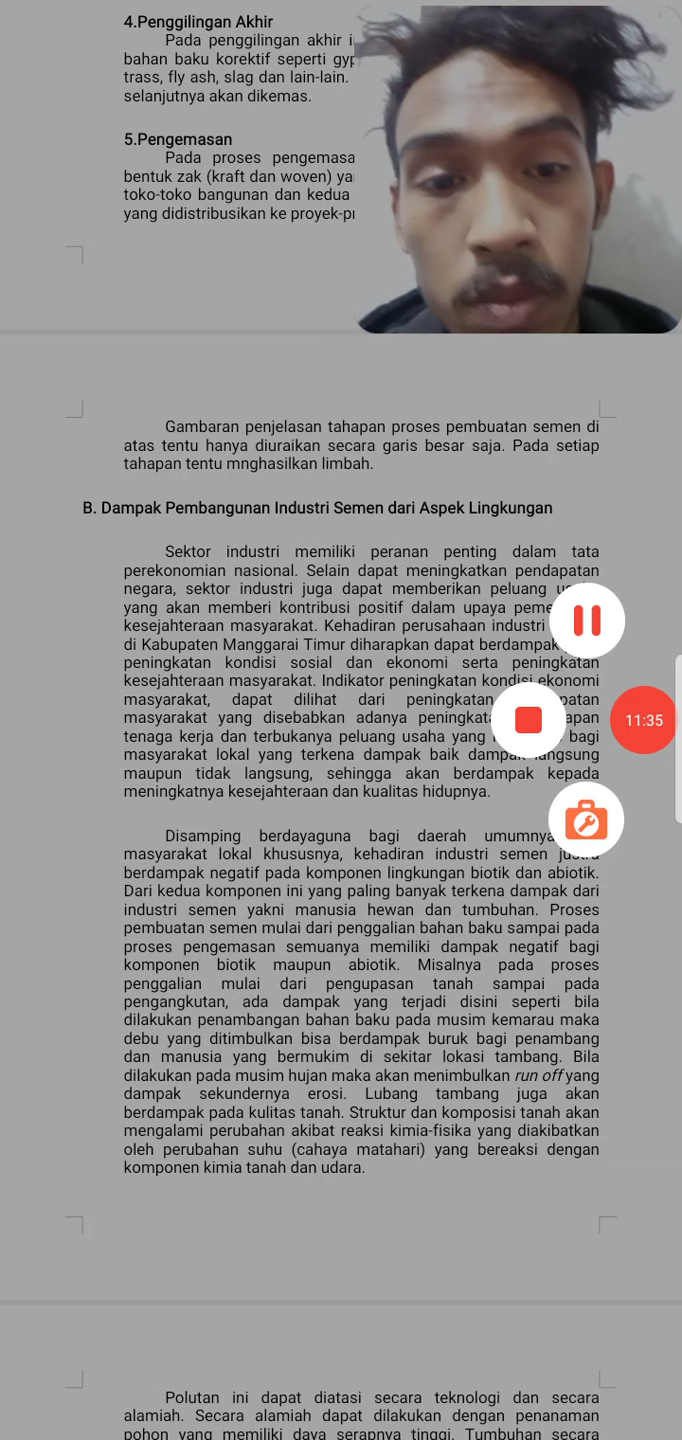 4.Penggilingan Akhir
Pada penggilingan akhir
bahan baku korektif seperti
trass, fly ash, slag dan lain-lain.
selanjutnya akan dikemas.
5.Pengemasan
Pada proses
bentuk zak (kraft dan woven)
toko-toko bangunan dan kedua
yang didistribusikan
Gambaran penjelasan tahapan proses pembuatan semen di
atas tentu hanya diuraikan secara garis besar saja. Pada setiap
tahapan tentu mnghasilkan limbah.
B. Dampak Pembangunan Industri Semen dari Aspek Lingkungan
Sektor industri memiliki peranan penting dalam tata
perekonomian nasional. Selain dapat meningkatkan pendapatan
negara, sektor industri juga dapat memberikan peluang
yang akan memberi kontribusi positif dalam upaya
kesejahteraan masyarakat. Kehadiran perusahaan industri
di Kabupaten Manggarai Timur diharapkan dapat berdampak
peningkatan kondisi sosial dan ekonomi serta peningkatan
kesejahteraan masyarakat. Indikator peningkatan kondisi ekonomi
masyarakat, dapat dilihat dari peningkatan
masyarakat yang disebabkan adanya
tenaga kerja dan terbukanya peluang usaha yang bagi
masyarakat lokal yang terkena dampak baik dampak langsung
maupun tidak langsung, sehingga akan berdampak kepada
meningkatnya kesejahteraan dan kualitas hidupnya.
Disamping berdayaguna bagi daerah umumnya
masyarakat lokal khususnya, kehadiran industri semen justru
berdampak negatif pada komponen lingkungan biotik dan abiotik.
Dari kedua komponen ini yang paling banyak terkena dampak dari
industri semen yakni manusia hewan dan tumbuhan. Proses
pembuatan semen mulai dari penggalian bahan baku sampai pada
proses pengemasan semuanya memiliki dampak negatif bagi
komponen biotik maupun abiotik. Misalnya pada proses
penggalian mulai dari pengupasan tanah sampai pada
pengangkutan, ada dampak yang terjadi disini seperti bila
dilakukan penambangan bahan baku pada musim kemarau maka
debu yang ditimbulkan bisa berdampak buruk bagi penambang
dan manusia yang bermukim di sekitar lokasi tambang. Bila
dilakukan pada musim hujan maka akan menimbulkan run off yang
dampak sekundernya erosi. Lubang tambang juga akan
berdampak pada kulitas tanah. Struktur dan komposisi tanah akan
mengalami perubahan akibat reaksi kimia-fisika yang diakibatkan
oleh perubahan suhu (cahaya matahari) yang bereaksi dengan
komponen kimia tanah dan udara.
Polutan ini dapat diatasi secara teknologi dan secara
alamiah. Secara alamiah dapat dilakukan dengan penanaman
pohon yang memiliki daya serapnya tinggi. Tumbuhan secara
11:35